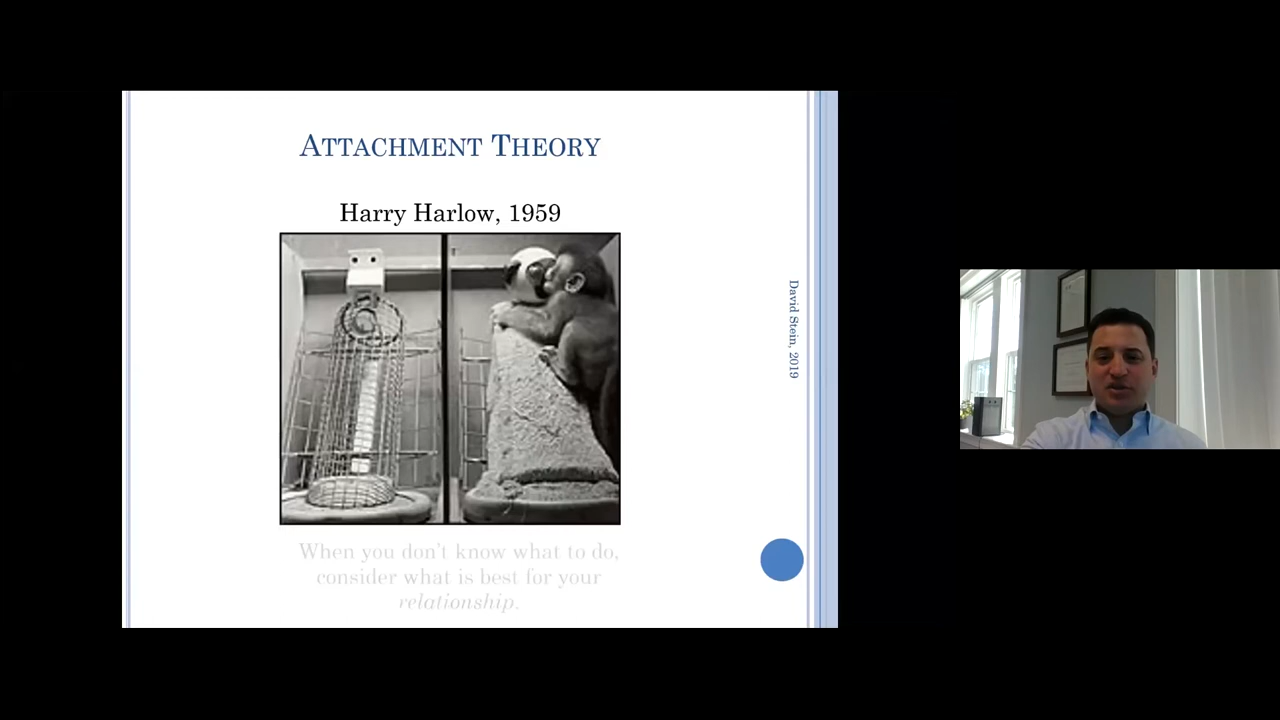 Attachment Theory
Harry Harlow, 1959
When you don't know what to do,
consider what is best for your
relationship.
David Stein, 2019